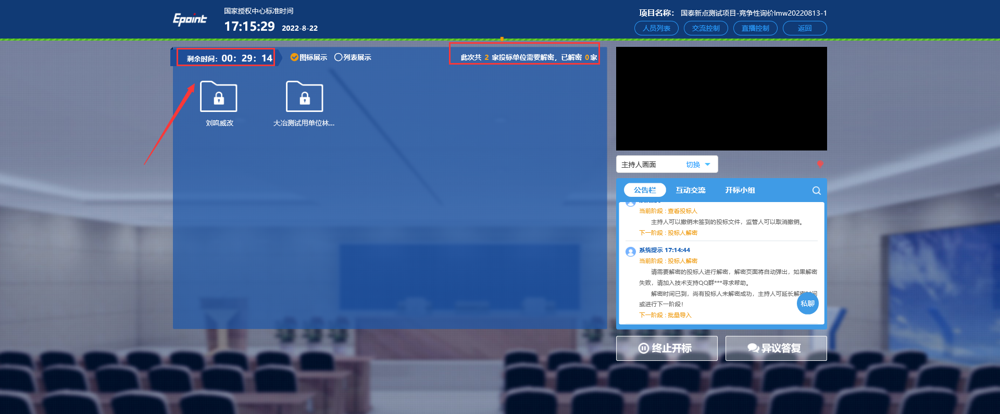 Epoint
国家授权中心标准时间
17:15:29 2022-8-22
项目名称： 国泰新点测试项目-竞争性询价lmw20220813-1
人员列表 交流控制 直播控制 返回
剩余时间：00：29：14
图标展示 列表展示
此次共 2 家投标单位需要解密，已解密 0家
刘鸣威改
大冶测试用单位林...
主持人画面 切换
公告栏 互动交流 开标小组
当前阶段 : 查看投标人
主持人可以撤销未签到的投标文件，监管人可以取消撤销。
下一阶段 : 投标人解密
系统提示 17:14:44
当前阶段 : 投标人解密
请需要解密的投标人进行解密，解密页面将自动弹出，如果解密
失败，请加入技术支持QQ群***寻求帮助。
解密时间已到，尚有投标人未解密成功，主持人可延长解密时间
或进行下一阶段！
私聊
下一阶段 : 批量导入
终止开标 异议答复